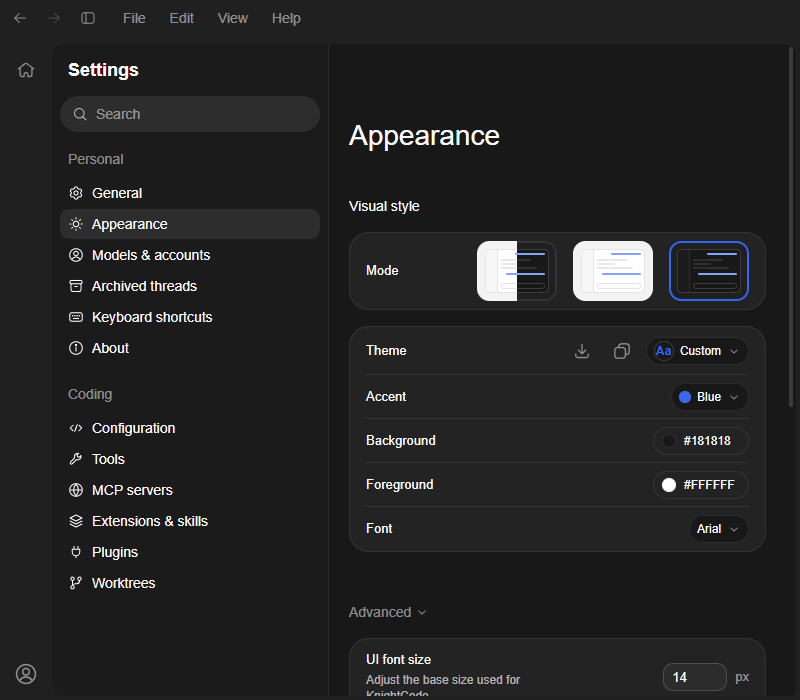 File Edit View Help
Settings
Search
Personal
General
Appearance
Models & accounts
Archived threads
Keyboard shortcuts
About
Coding
Configuration
Tools
MCP servers
Extensions & skills
Plugins
Worktrees
Appearance
Visual style
Mode
Theme Aa Custom
Accent Blue
Background #181818
Foreground #FFFFFF
Font Arial
Advanced
UI font size
Adjust the base size used for
KnightCode
14 px